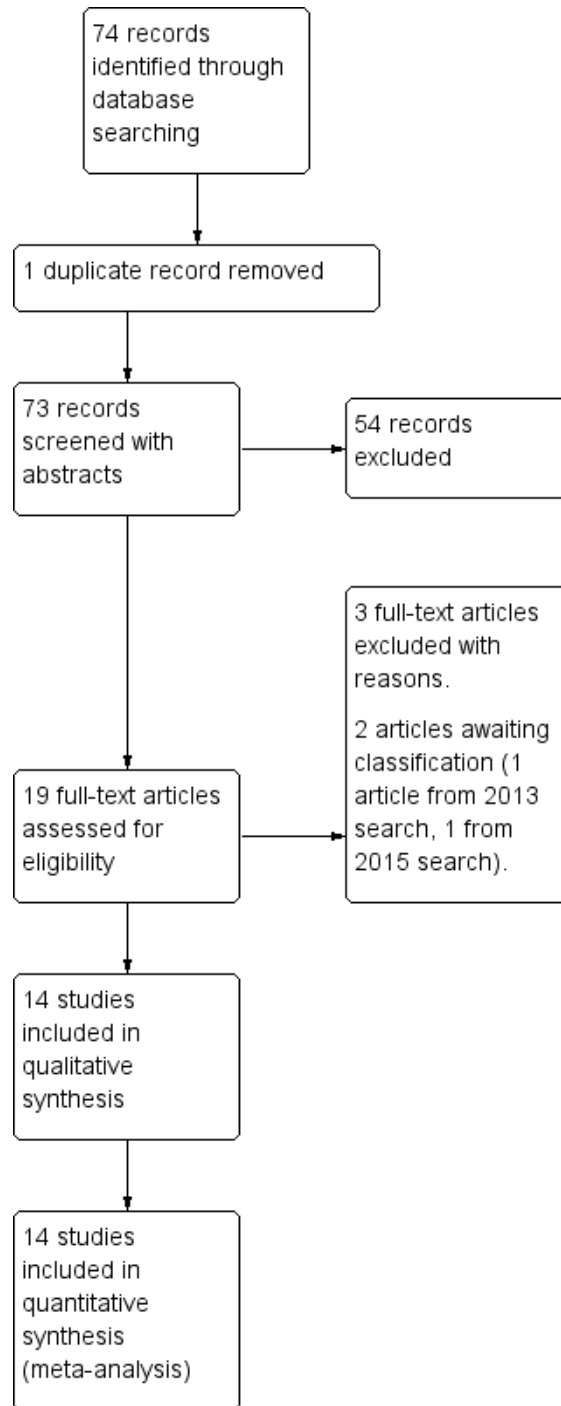 74 records
identified through
database
searching
1 duplicate record removed
73 records
screened with
abstracts
54 records
excluded
3 full-text articles
excluded with
reasons.
2 articles awaiting
classification (1
article from 2013
search, 1 from
2015 search).
19 full-text articles
assessed for
eligibility
14 studies
included in
qualitative
synthesis
14 studies
included in
quantitative
synthesis
(meta-analysis)